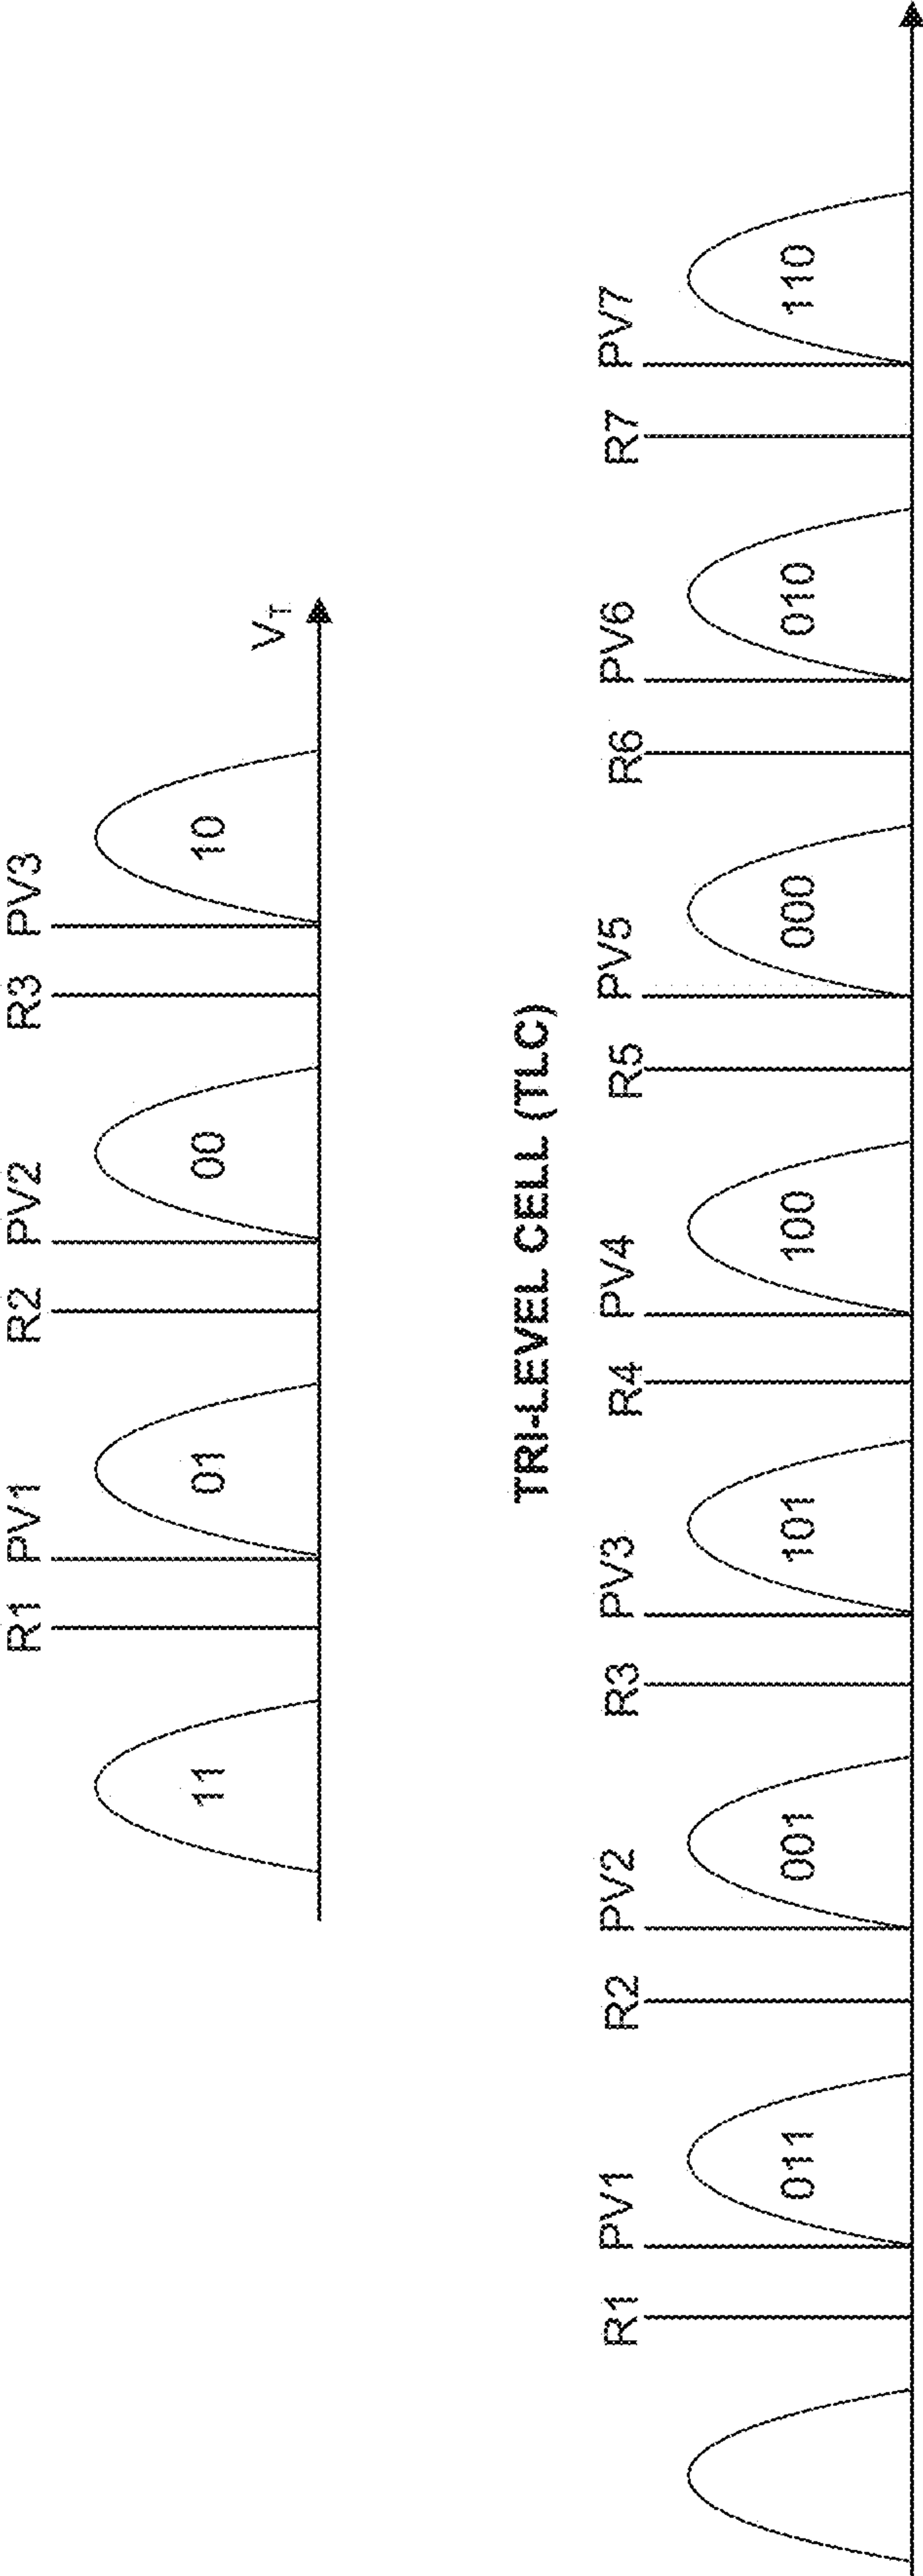 R1 PV1 R2 PV2 R3 PV3
11 01 00 10
V_T
TRI-LEVEL CELL (TLC)
R1 PV1 R2 PV2 R3 PV3 R4 PV4 R5 PV5 R6 PV6 R7 PV7
011 001 101 100 000 010 110